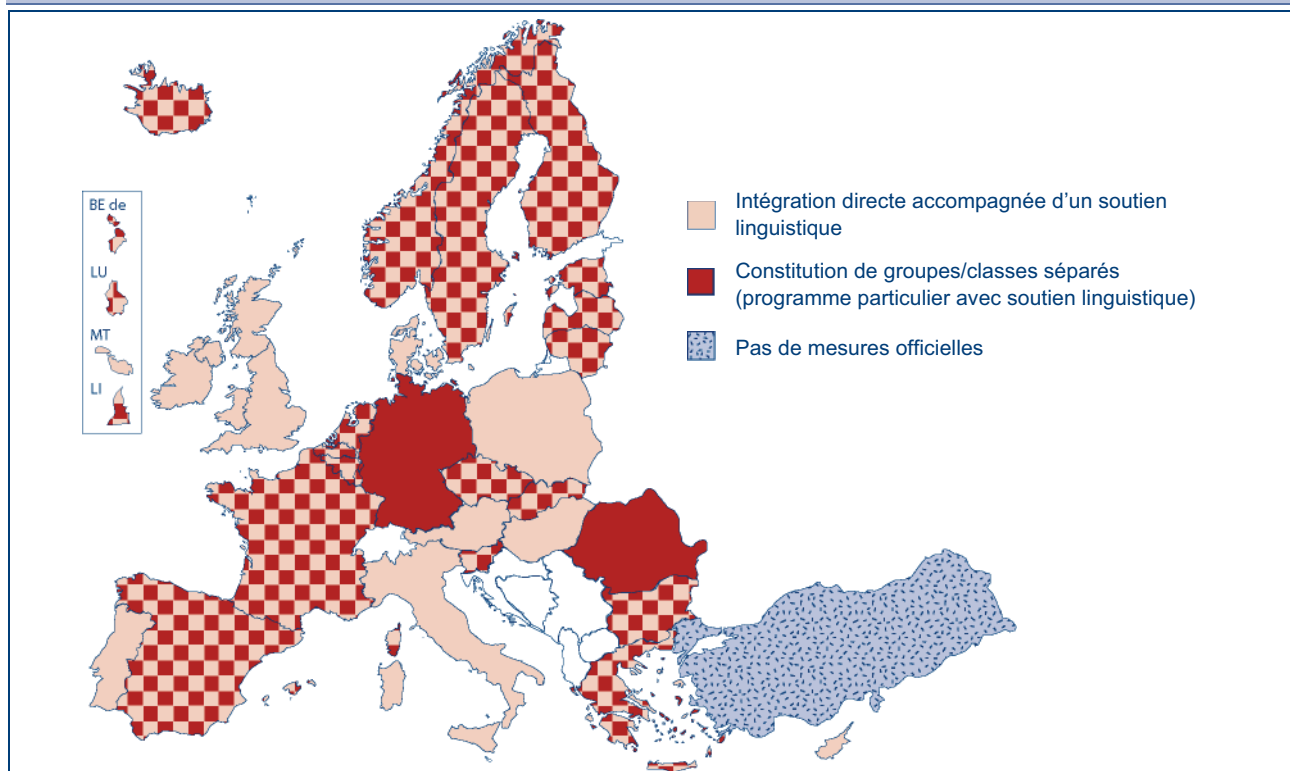 BE de
LU
MT
LI
Intégration directe accompagnée d’un soutien
linguistique
Constitution de groupes/classes séparés
(programme particulier avec soutien linguistique)
Pas de mesures officielles